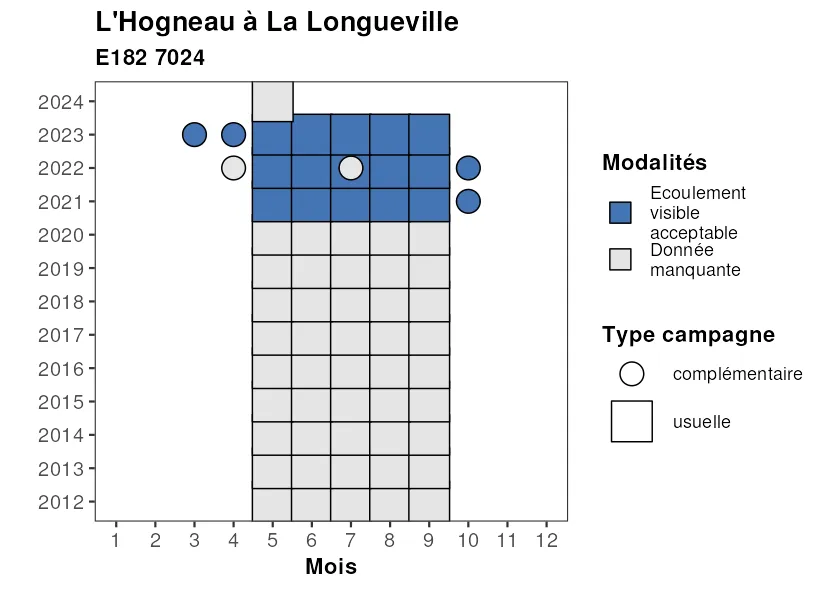 L'Hogneau à La Longueville
E182 7024
2024
2023
2022
2021
2020
2019
2018
2017
2016
2015
2014
2013
2012
1 2 3 4 5 6 7 8 9 10 11 12
Mois
Modalités
Ecoulement
visible
acceptable
Donnée
manquante
Type campagne
complémentaire
usuelle